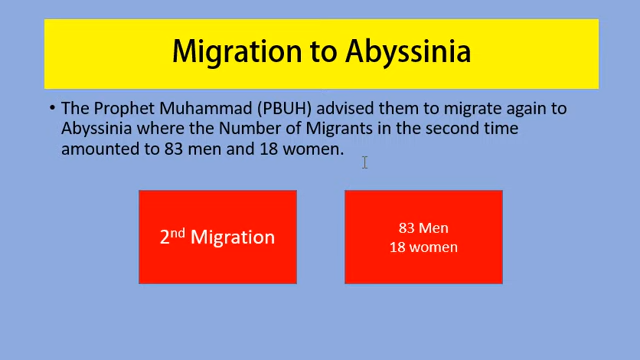 Migration to Abyssinia
• The Prophet Muhammad (PBUH) advised them to migrate again to
Abyssinia where the Number of Migrants in the second time
amounted to 83 men and 18 women.
2nd Migration
83 Men
18 women